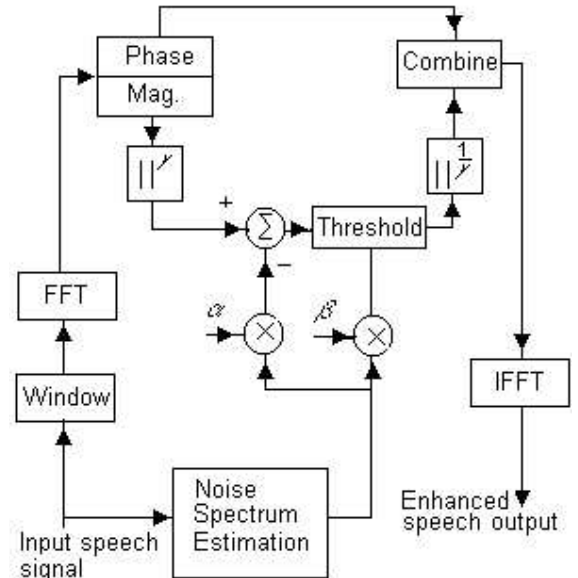 Phase
Mag.
Combine
||^γ
||^1/γ
+
Σ
Threshold
−
FFT
α
×
β
×
Window
IFFT
Noise
Spectrum
Estimation
Input speech
signal
Enhanced
speech output